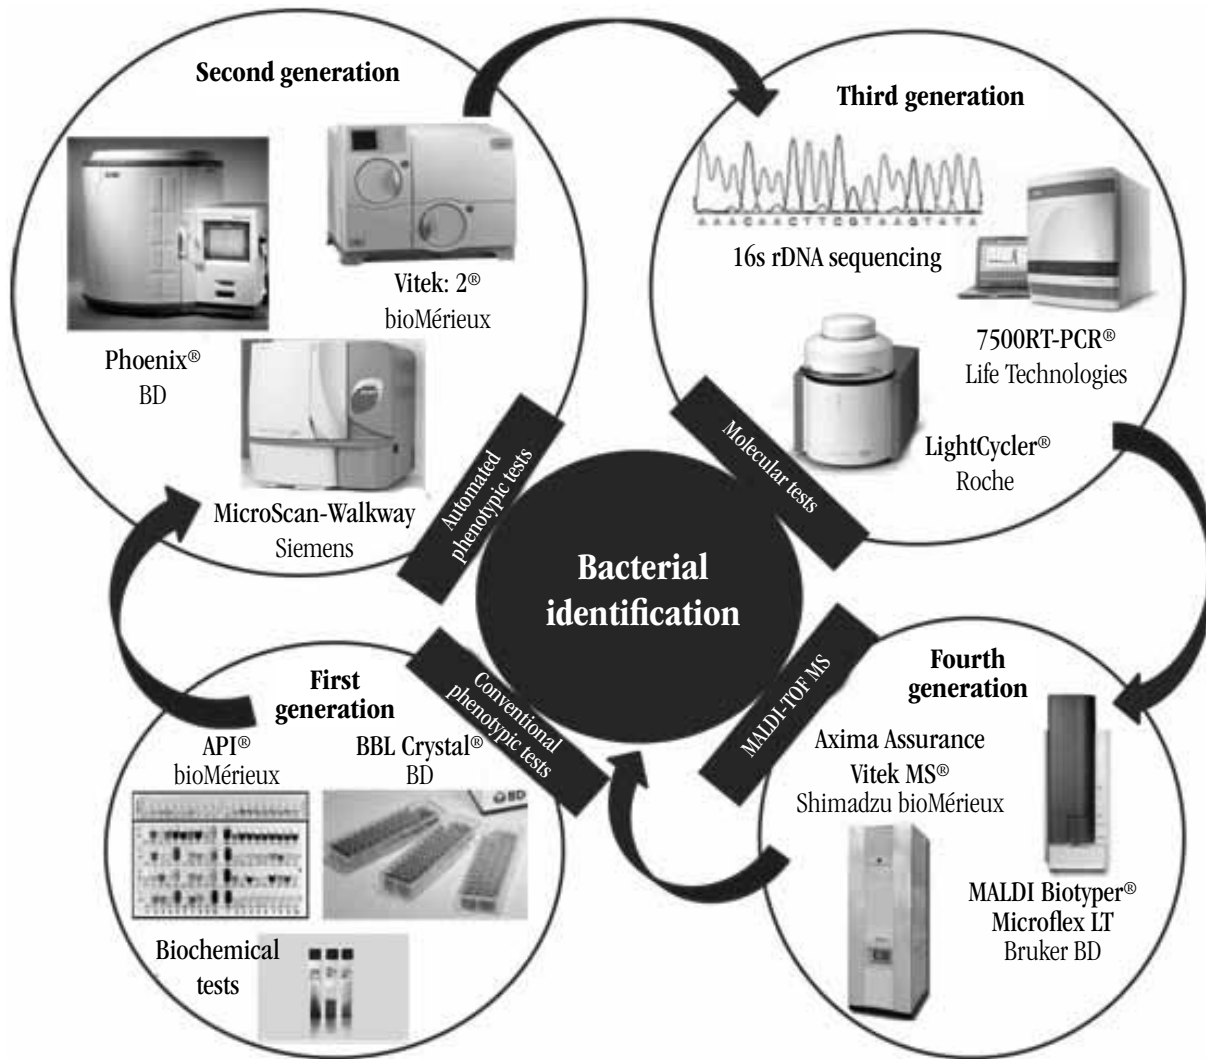 Second generation
Vitek: 2®
bioMérieux
Phoenix®
BD
MicroScan-Walkway
Siemens
Automated
phenotypic tests
Third generation
AAACAACTTCGTAAGTATA
16s rDNA sequencing
7500RT-PCR®
Life Technologies
LightCycler®
Roche
Molecular tests
Bacterial
identification
First
generation
Conventional
phenotypic tests
API®
bioMérieux
BBL Crystal®
BD
BD
Biochemical
tests
MALDI-TOF MS
Fourth
generation
Axima Assurance
Vitek MS®
Shimadzu bioMérieux
MALDI Biotyper®
Microflex LT
Bruker BD